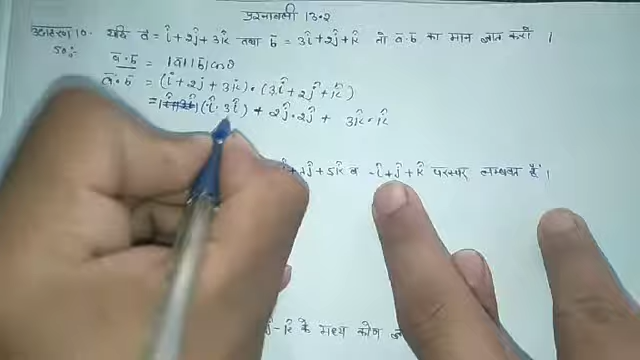 प्रश्नावली 13.2
उदाहरण 10. यदि a̅ = î + 2ĵ + 3k̂ तथा b̅ = 3î + 2ĵ + k̂ तो a̅·b̅ का मान ज्ञात करो ।
a̅·b̅ = |a||b|cosθ
a̅·b̅ = (î + 2ĵ + 3k̂)·(3î + 2ĵ + k̂)
= (î·3î) + 2ĵ·2ĵ + 3k̂·k̂
+ 5k̂ व -î + ĵ + k̂ परस्पर लम्बवत हैं ।
ĵ - k̂ के मध्य कोण